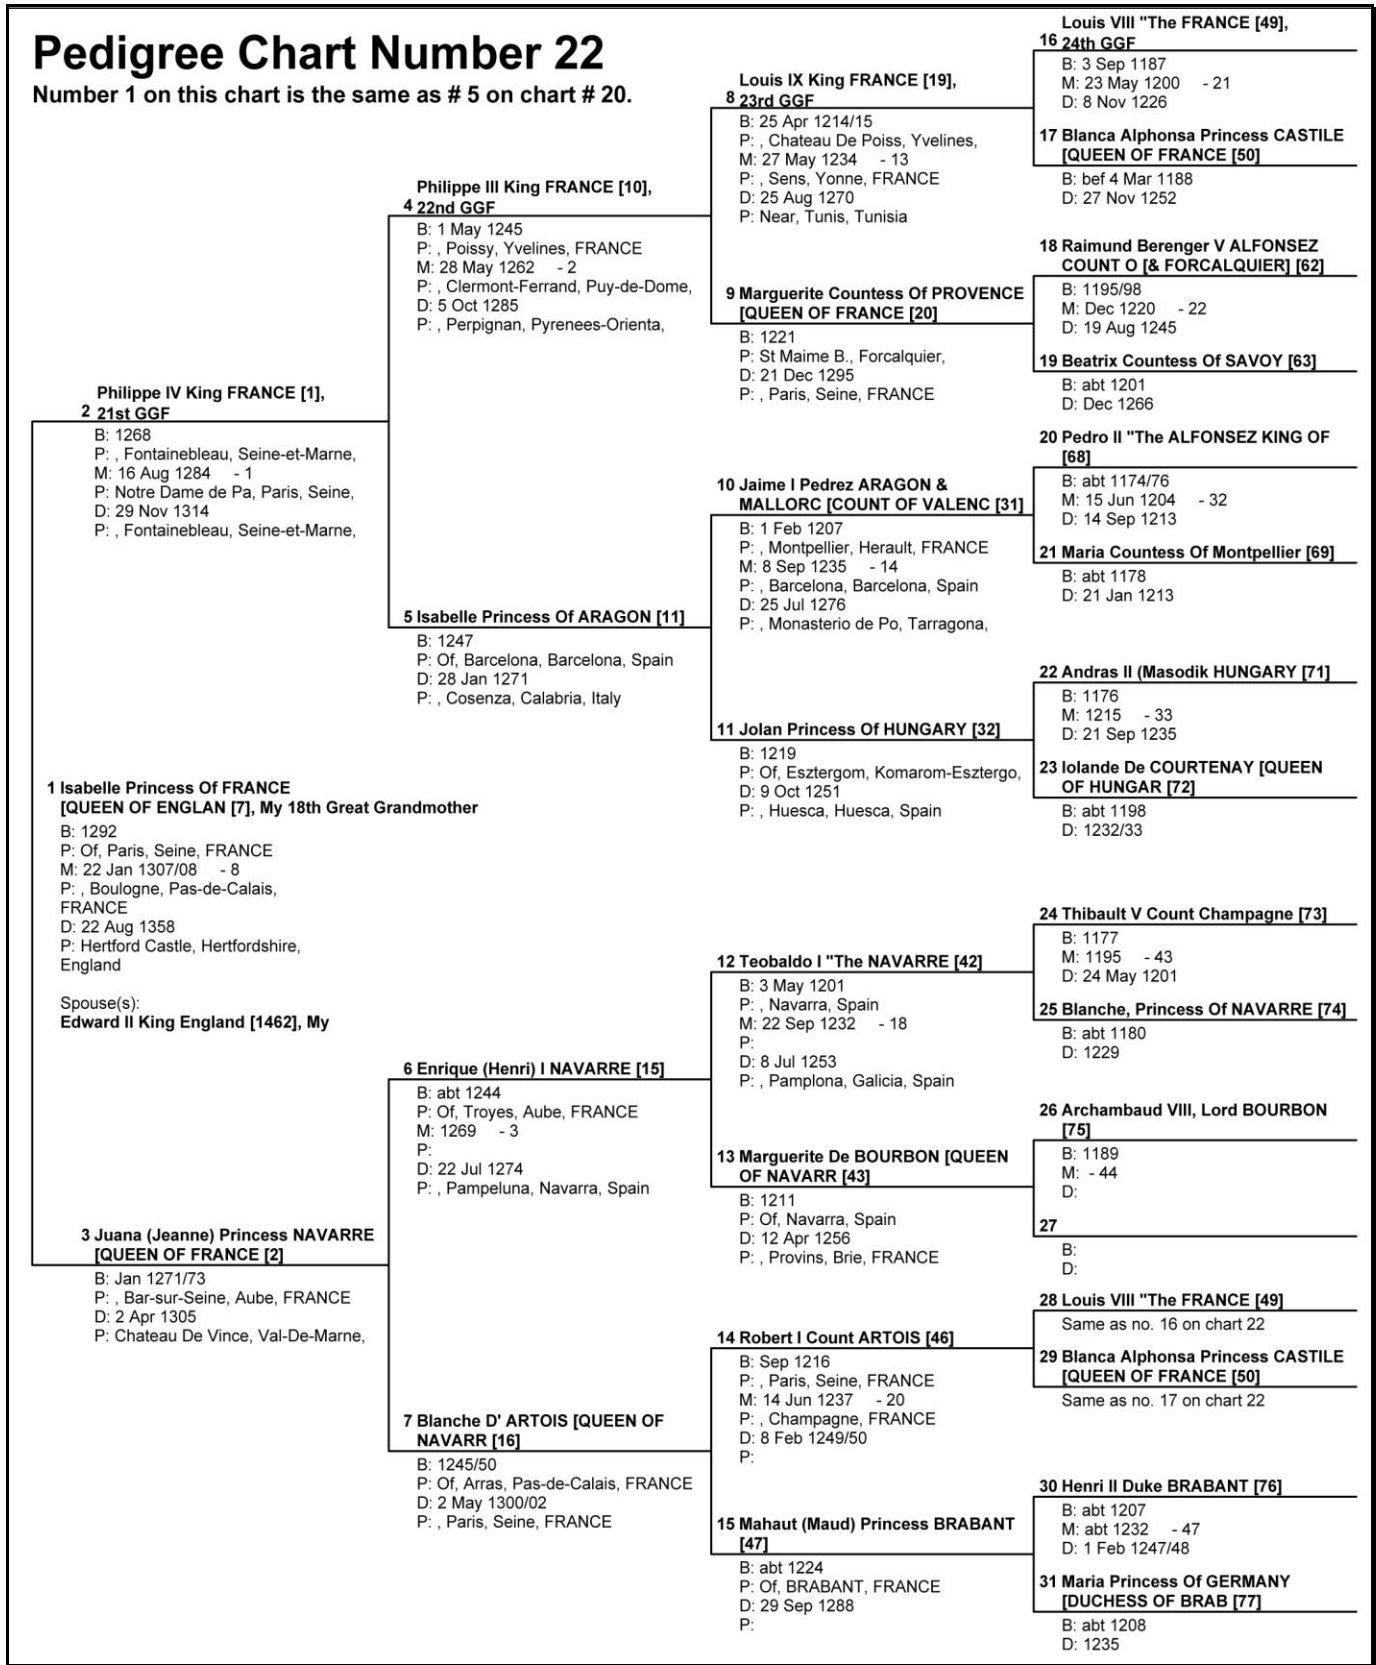 Pedigree Chart Number 22
Number 1 on this chart is the same as # 5 on chart # 20.
1 Isabelle Princess Of FRANCE
[QUEEN OF ENGLAN [7], My 18th Great Grandmother
B: 1292
P: Of, Paris, Seine, FRANCE
M: 22 Jan 1307/08 - 8
P: , Boulogne, Pas-de-Calais,
FRANCE
D: 22 Aug 1358
P: Hertford Castle, Hertfordshire,
England
Spouse(s):
Edward II King England [1462], My
Philippe IV King FRANCE [1],
2 21st GGF
B: 1268
P: , Fontainebleau, Seine-et-Marne,
M: 16 Aug 1284 - 1
P: Notre Dame de Pa, Paris, Seine,
D: 29 Nov 1314
P: , Fontainebleau, Seine-et-Marne,
3 Juana (Jeanne) Princess NAVARRE
[QUEEN OF FRANCE [2]
B: Jan 1271/73
P: , Bar-sur-Seine, Aube, FRANCE
D: 2 Apr 1305
P: Chateau De Vince, Val-De-Marne,
Philippe III King FRANCE [10],
4 22nd GGF
B: 1 May 1245
P: , Poissy, Yvelines, FRANCE
M: 28 May 1262 - 2
P: , Clermont-Ferrand, Puy-de-Dome,
D: 5 Oct 1285
P: , Perpignan, Pyrenees-Orienta,
5 Isabelle Princess Of ARAGON [11]
B: 1247
P: Of, Barcelona, Barcelona, Spain
D: 28 Jan 1271
P: , Cosenza, Calabria, Italy
6 Enrique (Henri) I NAVARRE [15]
B: abt 1244
P: Of, Troyes, Aube, FRANCE
M: 1269 - 3
P:
D: 22 Jul 1274
P: , Pampeluna, Navarra, Spain
7 Blanche D' ARTOIS [QUEEN OF
NAVARR [16]
B: 1245/50
P: Of, Arras, Pas-de-Calais, FRANCE
D: 2 May 1300/02
P: , Paris, Seine, FRANCE
Louis IX King FRANCE [19],
8 23rd GGF
B: 25 Apr 1214/15
P: , Chateau De Poiss, Yvelines,
M: 27 May 1234 - 13
P: , Sens, Yonne, FRANCE
D: 25 Aug 1270
P: Near, Tunis, Tunisia
9 Marguerite Countess Of PROVENCE
[QUEEN OF FRANCE [20]
B: 1221
P: St Maime B., Forcalquier,
D: 21 Dec 1295
P: , Paris, Seine, FRANCE
10 Jaime I Pedrez ARAGON &
MALLORC [COUNT OF VALENC [31]
B: 1 Feb 1207
P: , Montpellier, Herault, FRANCE
M: 8 Sep 1235 - 14
P: , Barcelona, Barcelona, Spain
D: 25 Jul 1276
P: , Monasterio de Po, Tarragona,
11 Jolan Princess Of HUNGARY [32]
B: 1219
P: Of, Esztergom, Komarom-Esztergo,
D: 9 Oct 1251
P: , Huesca, Huesca, Spain
12 Teobaldo I "The NAVARRE [42]
B: 3 May 1201
P: , Navarra, Spain
M: 22 Sep 1232 - 18
P:
D: 8 Jul 1253
P: , Pamplona, Galicia, Spain
13 Marguerite De BOURBON [QUEEN
OF NAVARR [43]
B: 1211
P: Of, Navarra, Spain
D: 12 Apr 1256
P: , Provins, Brie, FRANCE
14 Robert I Count ARTOIS [46]
B: Sep 1216
P: , Paris, Seine, FRANCE
M: 14 Jun 1237 - 20
P: , Champagne, FRANCE
D: 8 Feb 1249/50
P:
15 Mahaut (Maud) Princess BRABANT
[47]
B: abt 1224
P: Of, BRABANT, FRANCE
D: 29 Sep 1288
P:
Louis VIII "The FRANCE [49],
16 24th GGF
B: 3 Sep 1187
M: 23 May 1200 - 21
D: 8 Nov 1226
17 Blanca Alphonsa Princess CASTILE
[QUEEN OF FRANCE [50]
B: bef 4 Mar 1188
D: 27 Nov 1252
18 Raimund Berenger V ALFONSEZ
COUNT O [& FORCALQUIER] [62]
B: 1195/98
M: Dec 1220 - 22
D: 19 Aug 1245
19 Beatrix Countess Of SAVOY [63]
B: abt 1201
D: Dec 1266
20 Pedro II "The ALFONSEZ KING OF
[68]
B: abt 1174/76
M: 15 Jun 1204 - 32
D: 14 Sep 1213
21 Maria Countess Of Montpellier [69]
B: abt 1178
D: 21 Jan 1213
22 Andras II (Masodik HUNGARY [71]
B: 1176
M: 1215 - 33
D: 21 Sep 1235
23 Iolande De COURTENAY [QUEEN
OF HUNGAR [72]
B: abt 1198
D: 1232/33
24 Thibault V Count Champagne [73]
B: 1177
M: 1195 - 43
D: 24 May 1201
25 Blanche, Princess Of NAVARRE [74]
B: abt 1180
D: 1229
26 Archambaud VIII, Lord BOURBON
[75]
B: 1189
M: - 44
D:
27
B:
D:
28 Louis VIII "The FRANCE [49]
Same as no. 16 on chart 22
29 Blanca Alphonsa Princess CASTILE
[QUEEN OF FRANCE [50]
Same as no. 17 on chart 22
30 Henri II Duke BRABANT [76]
B: abt 1207
M: abt 1232 - 47
D: 1 Feb 1247/48
31 Maria Princess Of GERMANY
[DUCHESS OF BRAB [77]
B: abt 1208
D: 1235